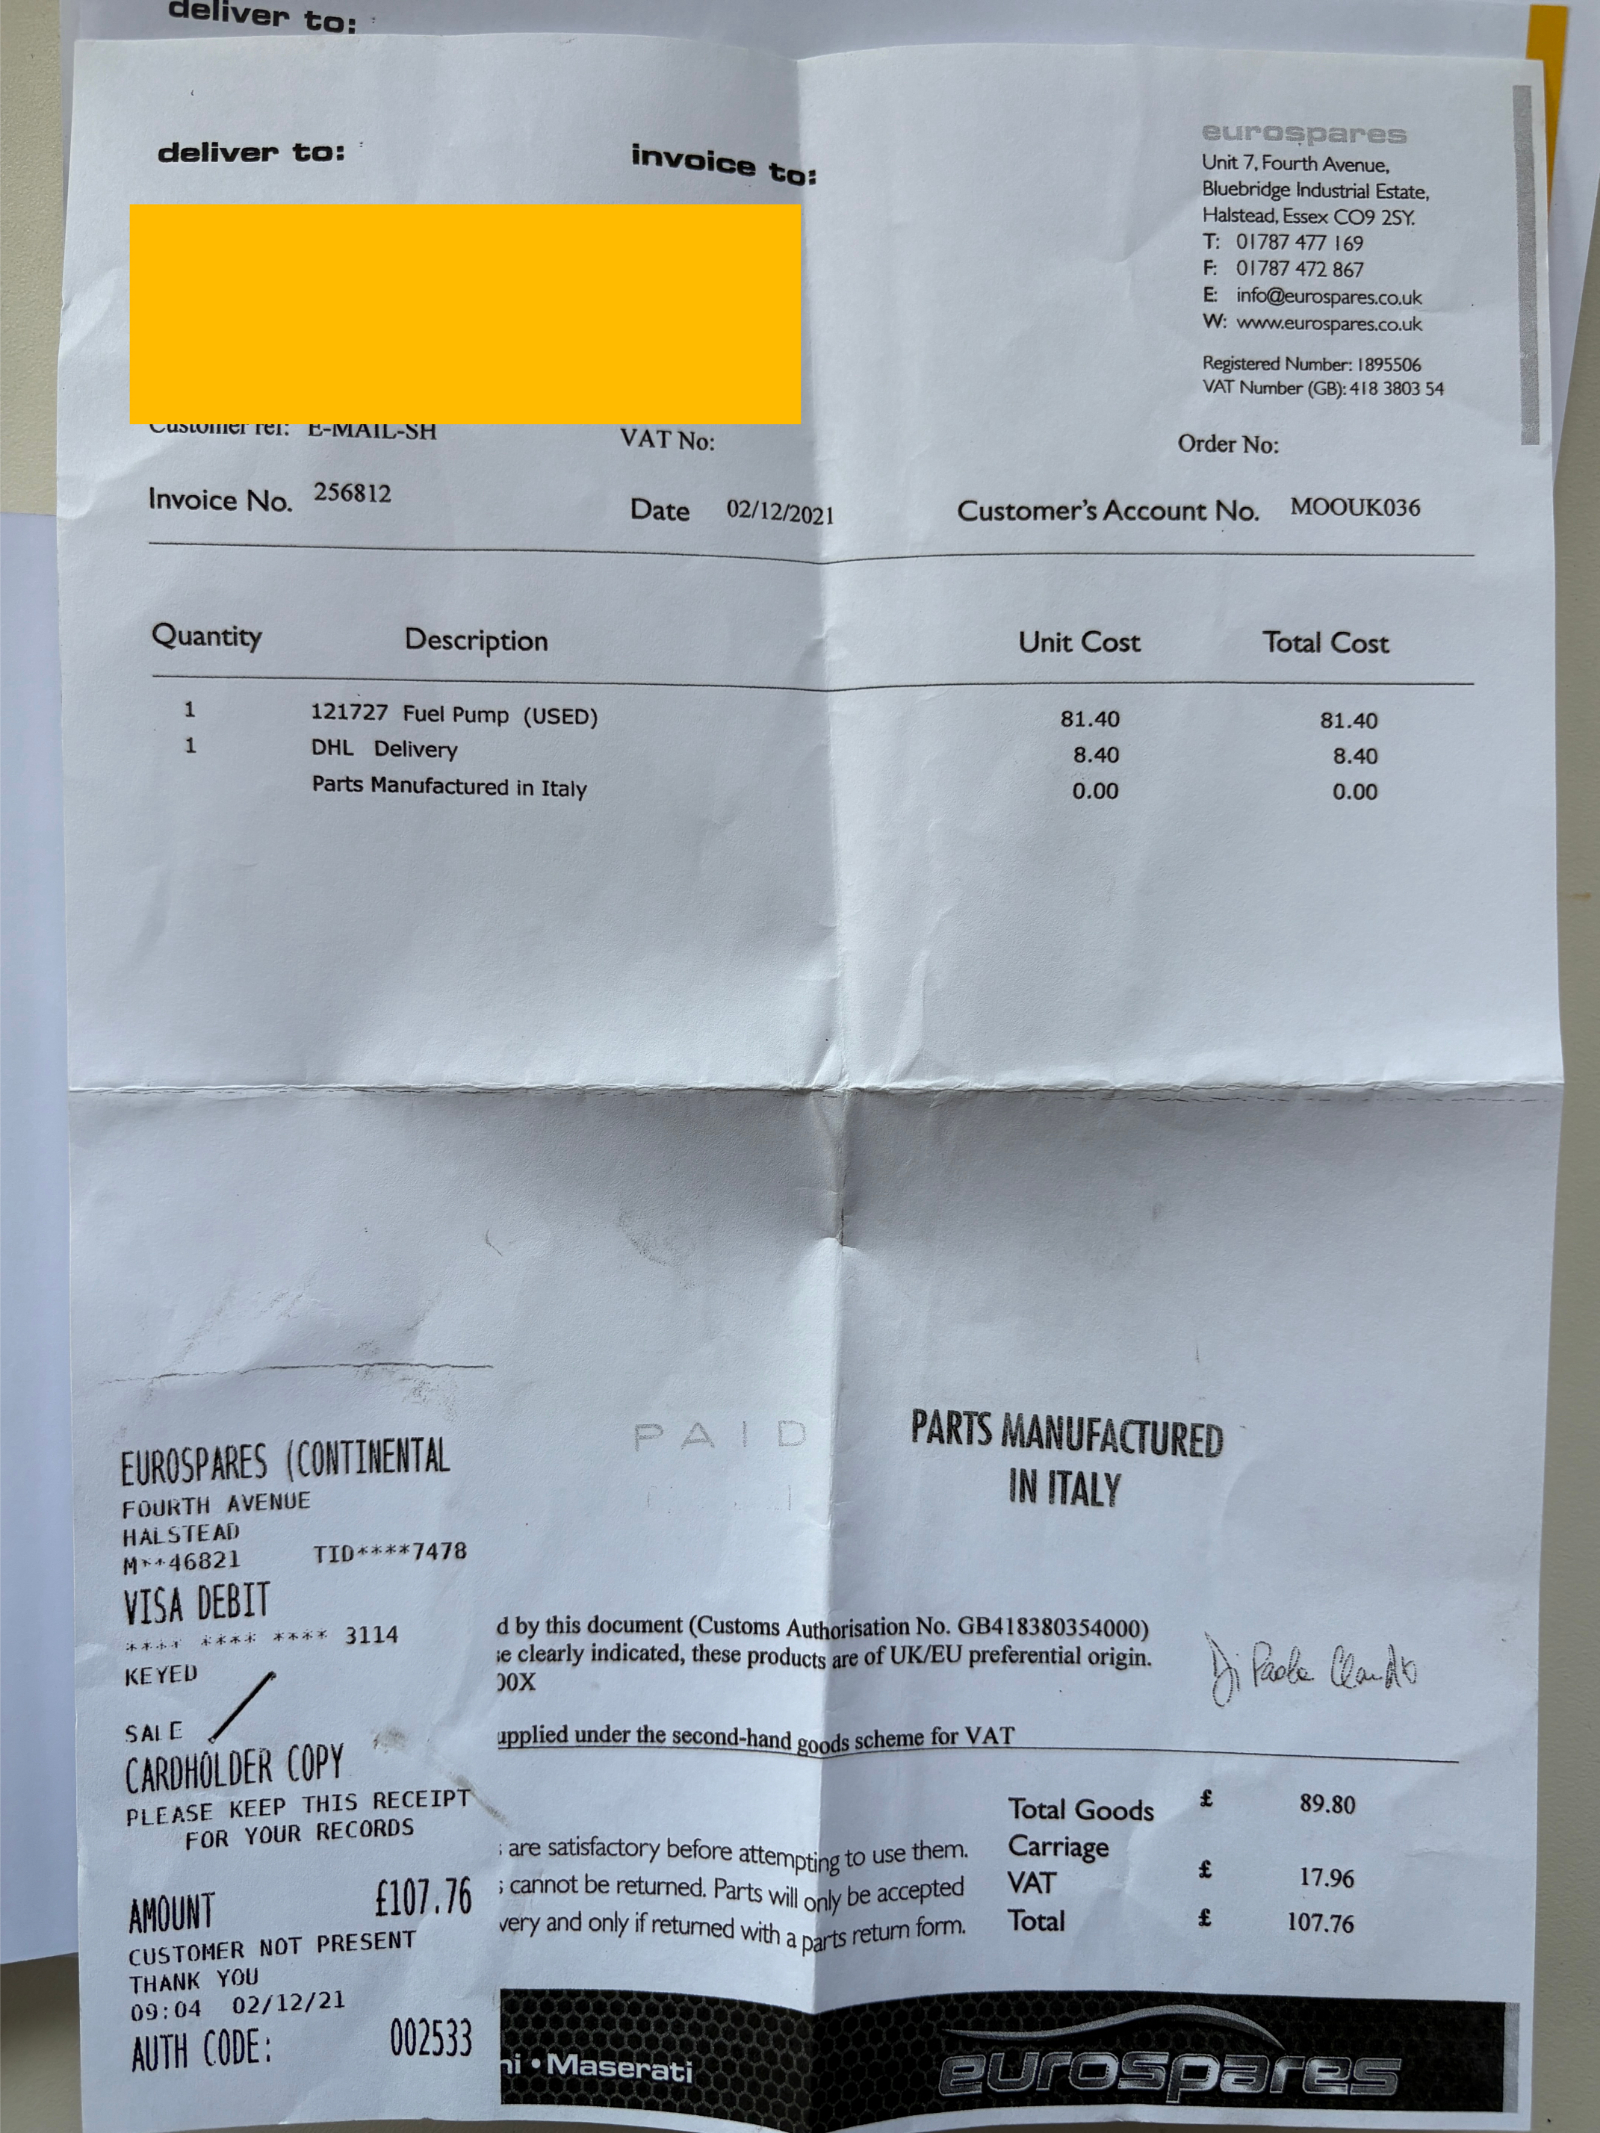 deliver to:
deliver to:
invoice to:
eurospares
Unit 7, Fourth Avenue,
Bluebridge Industrial Estate,
Halstead, Essex CO9 2SY.
T: 01787 477 169
F: 01787 472 867
E: info@eurospares.co.uk
W: www.eurospares.co.uk
Registered Number: 1895506
VAT Number (GB): 418 3803 54
Customer ref: E-MAIL-SH
VAT No:
Order No:
Invoice No. 256812
Date 02/12/2021
Customer's Account No. MOOUK036
Quantity Description Unit Cost Total Cost
1 121727 Fuel Pump (USED) 81.40 81.40
1 DHL Delivery 8.40 8.40
Parts Manufactured in Italy 0.00 0.00
PAID
PARTS MANUFACTURED
IN ITALY
EUROSPARES (CONTINENTAL
FOURTH AVENUE
HALSTEAD
M**46821 TID****7478
VISA DEBIT
**** **** **** 3114
KEYED
SALE
CARDHOLDER COPY
PLEASE KEEP THIS RECEIPT
FOR YOUR RECORDS
AMOUNT £107.76
CUSTOMER NOT PRESENT
THANK YOU
09:04 02/12/21
AUTH CODE: 002533
d by this document (Customs Authorisation No. GB418380354000)
se clearly indicated, these products are of UK/EU preferential origin.
00X
Di Paola Claudio
upplied under the second-hand goods scheme for VAT
; are satisfactory before attempting to use them.
; cannot be returned. Parts will only be accepted
very and only if returned with a parts return form.
Total Goods £ 89.80
Carriage
VAT £ 17.96
Total £ 107.76
ni • Maserati
eurospares